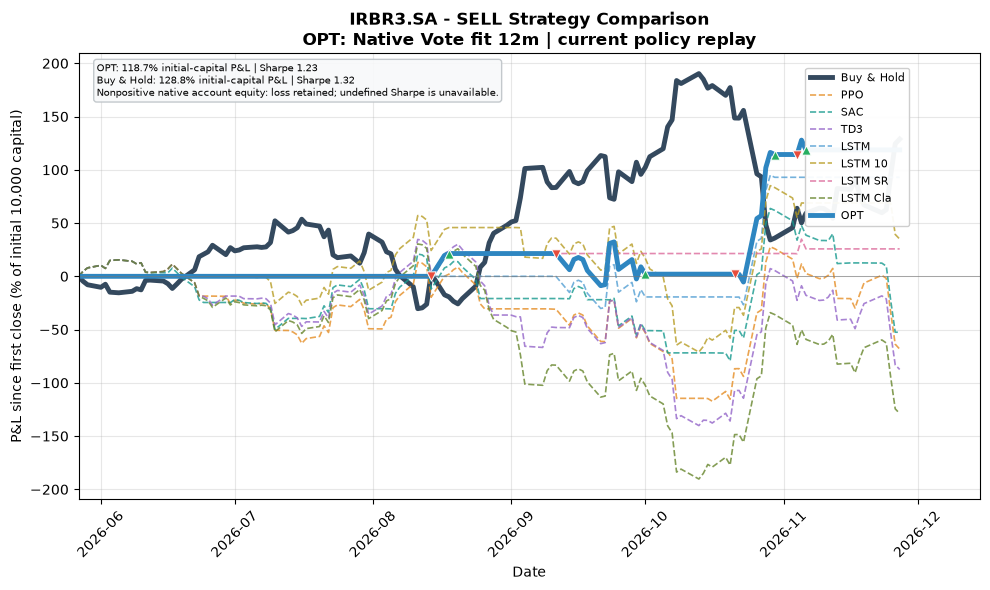 IRBR3.SA - SELL Strategy Comparison
OPT: Native Vote fit 12m | current policy replay
OPT: 118.7% initial-capital P&L | Sharpe 1.23
Buy & Hold: 128.8% initial-capital P&L | Sharpe 1.32
Nonpositive native account equity: loss retained; undefined Sharpe is unavailable.
Buy & Hold
PPO
SAC
TD3
LSTM
LSTM 10
LSTM SR
LSTM Cla
OPT
P&L since first close (% of initial 10,000 capital)
200
150
100
50
0
−50
−100
−150
−200
2026-06
2026-07
2026-08
2026-09
2026-10
2026-11
2026-12
Date